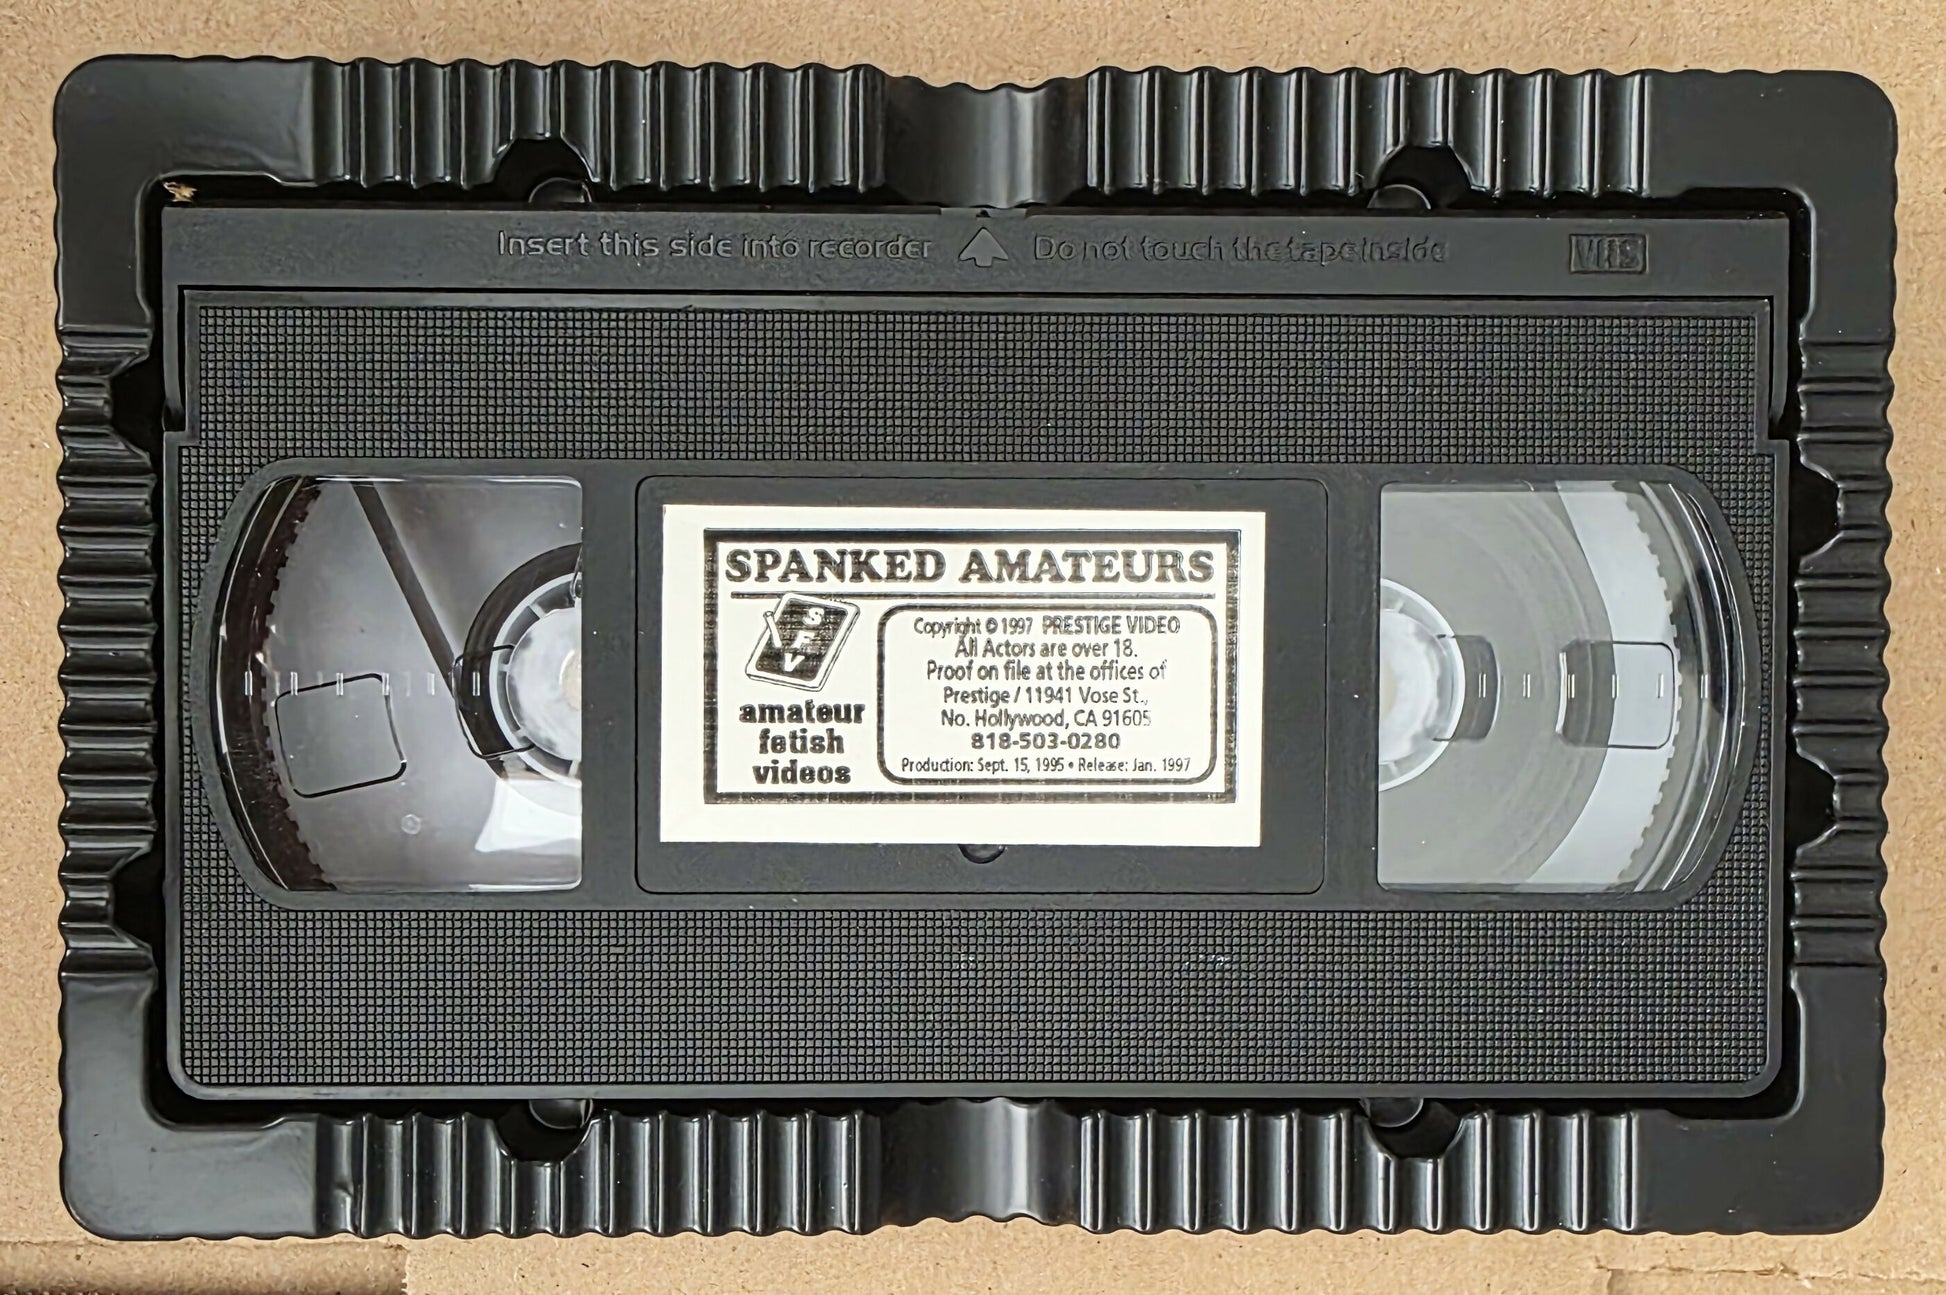 Insert this side into recorder Do not touch the tape inside VHS
SPANKED AMATEURS
SFV
amateur
fetish
videos
Copyright © 1997 PRESTIGE VIDEO
All Actors are over 18.
Proof on file at the offices of
Prestige / 11941 Vose St.,
No. Hollywood, CA 91605
818-503-0280
Production: Sept. 15, 1995 • Release: Jan. 1997